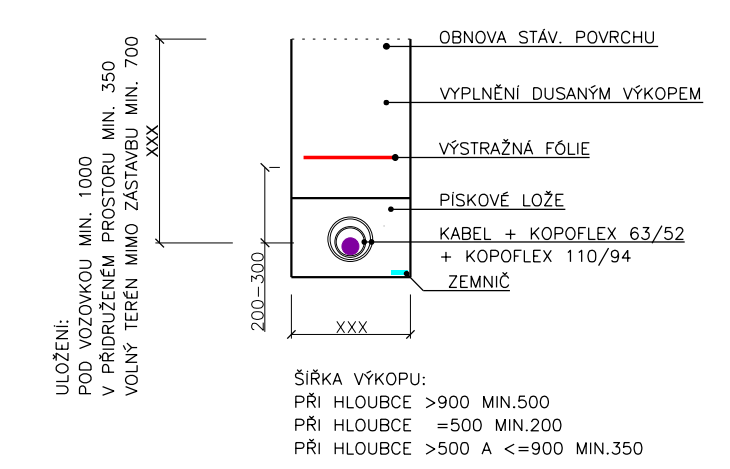 OBNOVA STÁV. POVRCHU
VYPLNĚNÍ DUSANÝM VÝKOPEM
VÝSTRAŽNÁ FÓLIE
PÍSKOVÉ LOŽE
KABEL + KOPOFLEX 63/52
+ KOPOFLEX 110/94
ZEMNIČ
XXX
200-300
XXX
ULOŽENÍ:
POD VOZOVKOU MIN. 1000
V PŘIDRUŽENÉM PROSTORU MIN. 350
VOLNÝ TERÉN MIMO ZÁSTAVBU MIN. 700
ŠÍŘKA VÝKOPU:
PŘI HLOUBCE >900 MIN.500
PŘI HLOUBCE =500 MIN.200
PŘI HLOUBCE >500 A <=900 MIN.350